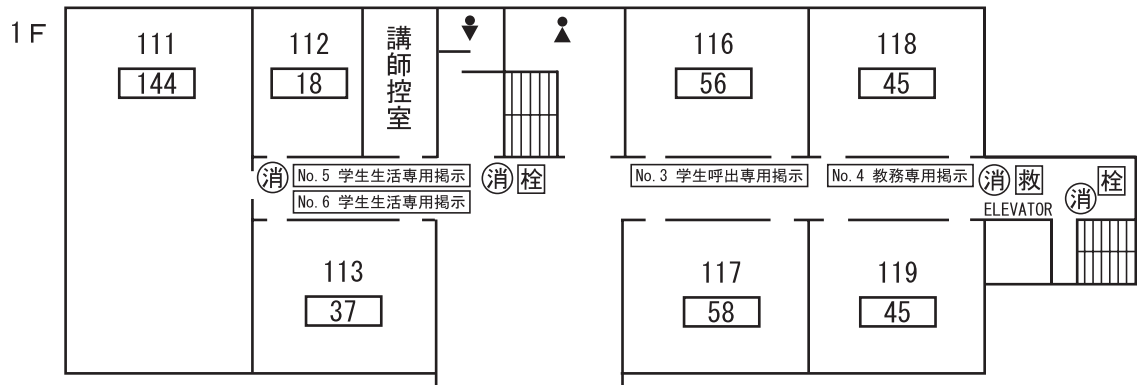 1F
111
144
112
18
講師控室
116
56
118
45
消
No.5 学生生活専用掲示
No.6 学生生活専用掲示
消 栓
No.3 学生呼出専用掲示
No.4 教務専用掲示
消 救
消 栓
ELEVATOR
113
37
117
58
119
45